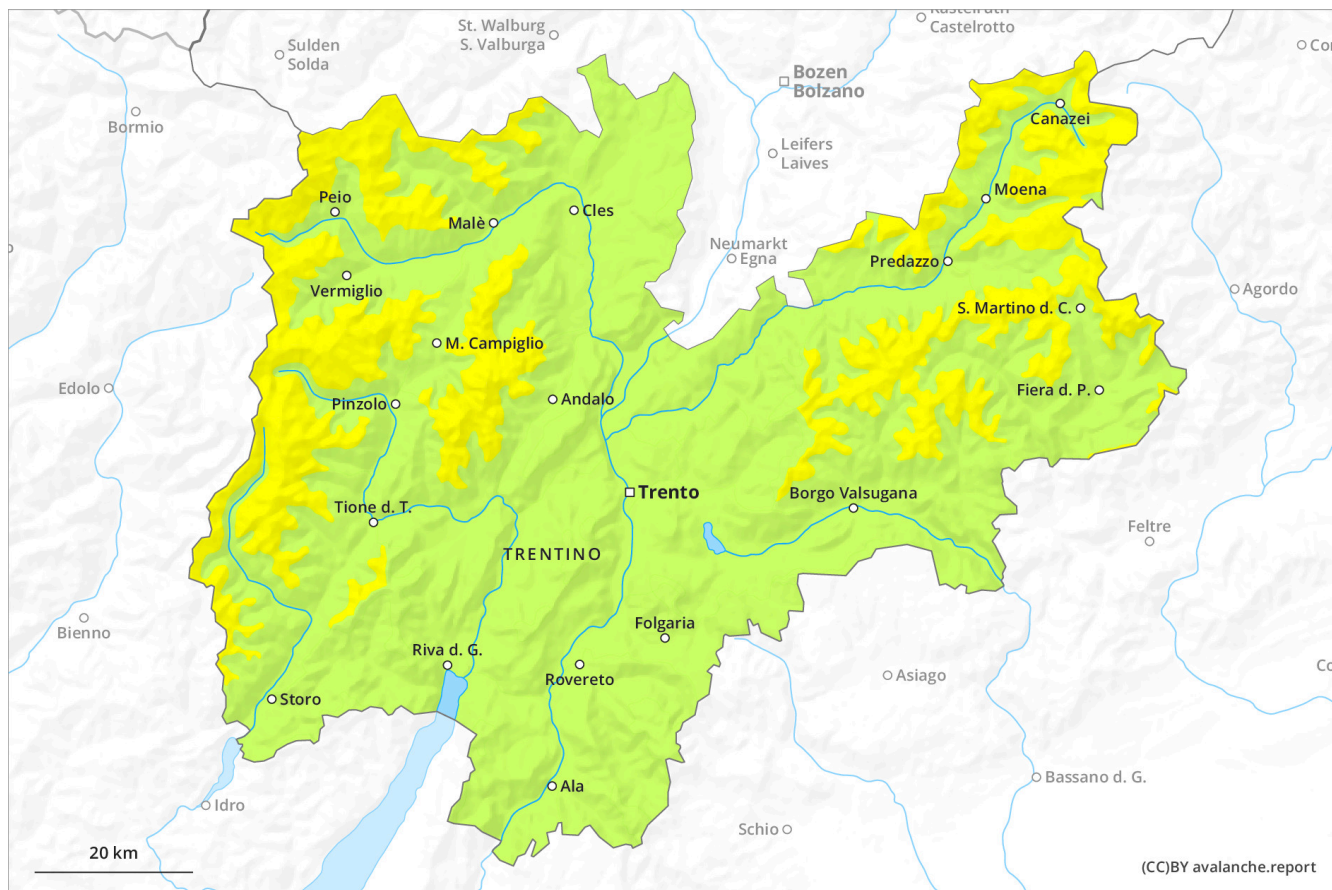 St. Walburg
S. Valburga
Castelrotto
Sulden
Solda
Bozen
Bolzano
Bormio
Canazei
Leifers
Laives
Peio
Malè
Cles
Moena
Neumarkt
Egna
Predazzo
Vermiglio
Agordo
S. Martino d. C.
M. Campiglio
Edolo
Pinzolo
Andalo
Fiera d. P.
Trento
Borgo Valsugana
Tione d. T.
Feltre
TRENTINO
Bienno
Folgaria
Riva d. G.
Rovereto
Asiago
Storo
Ala
Bassano d. G.
Idro
Schio
20 km
(CC)BY avalanche.report